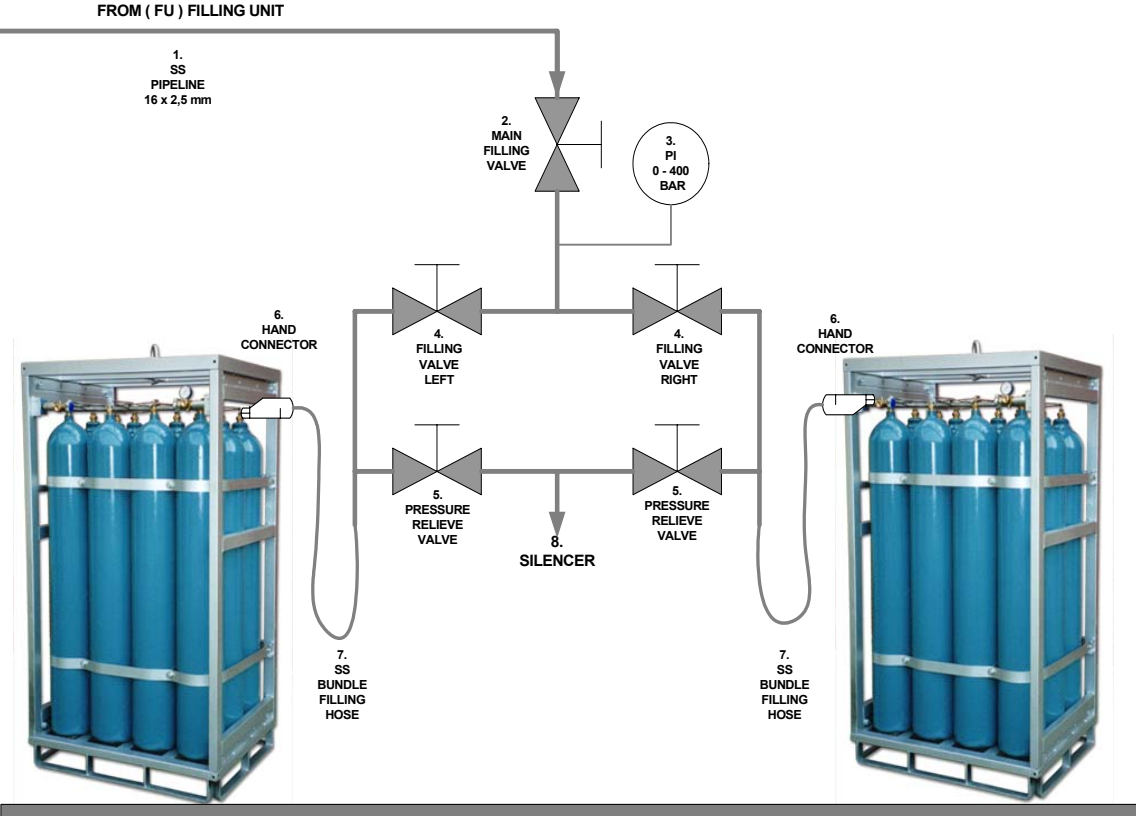 FROM ( FU ) FILLING UNIT
1.
SS
PIPELINE
16 x 2,5 mm
2.
MAIN
FILLING
VALVE
3.
PI
0 - 400
BAR
6.
HAND
CONNECTOR
4.
FILLING
VALVE
LEFT
4.
FILLING
VALVE
RIGHT
6.
HAND
CONNECTOR
5.
PRESSURE
RELIEVE
VALVE
8.
SILENCER
5.
PRESSURE
RELIEVE
VALVE
7.
SS
BUNDLE
FILLING
HOSE
7.
SS
BUNDLE
FILLING
HOSE